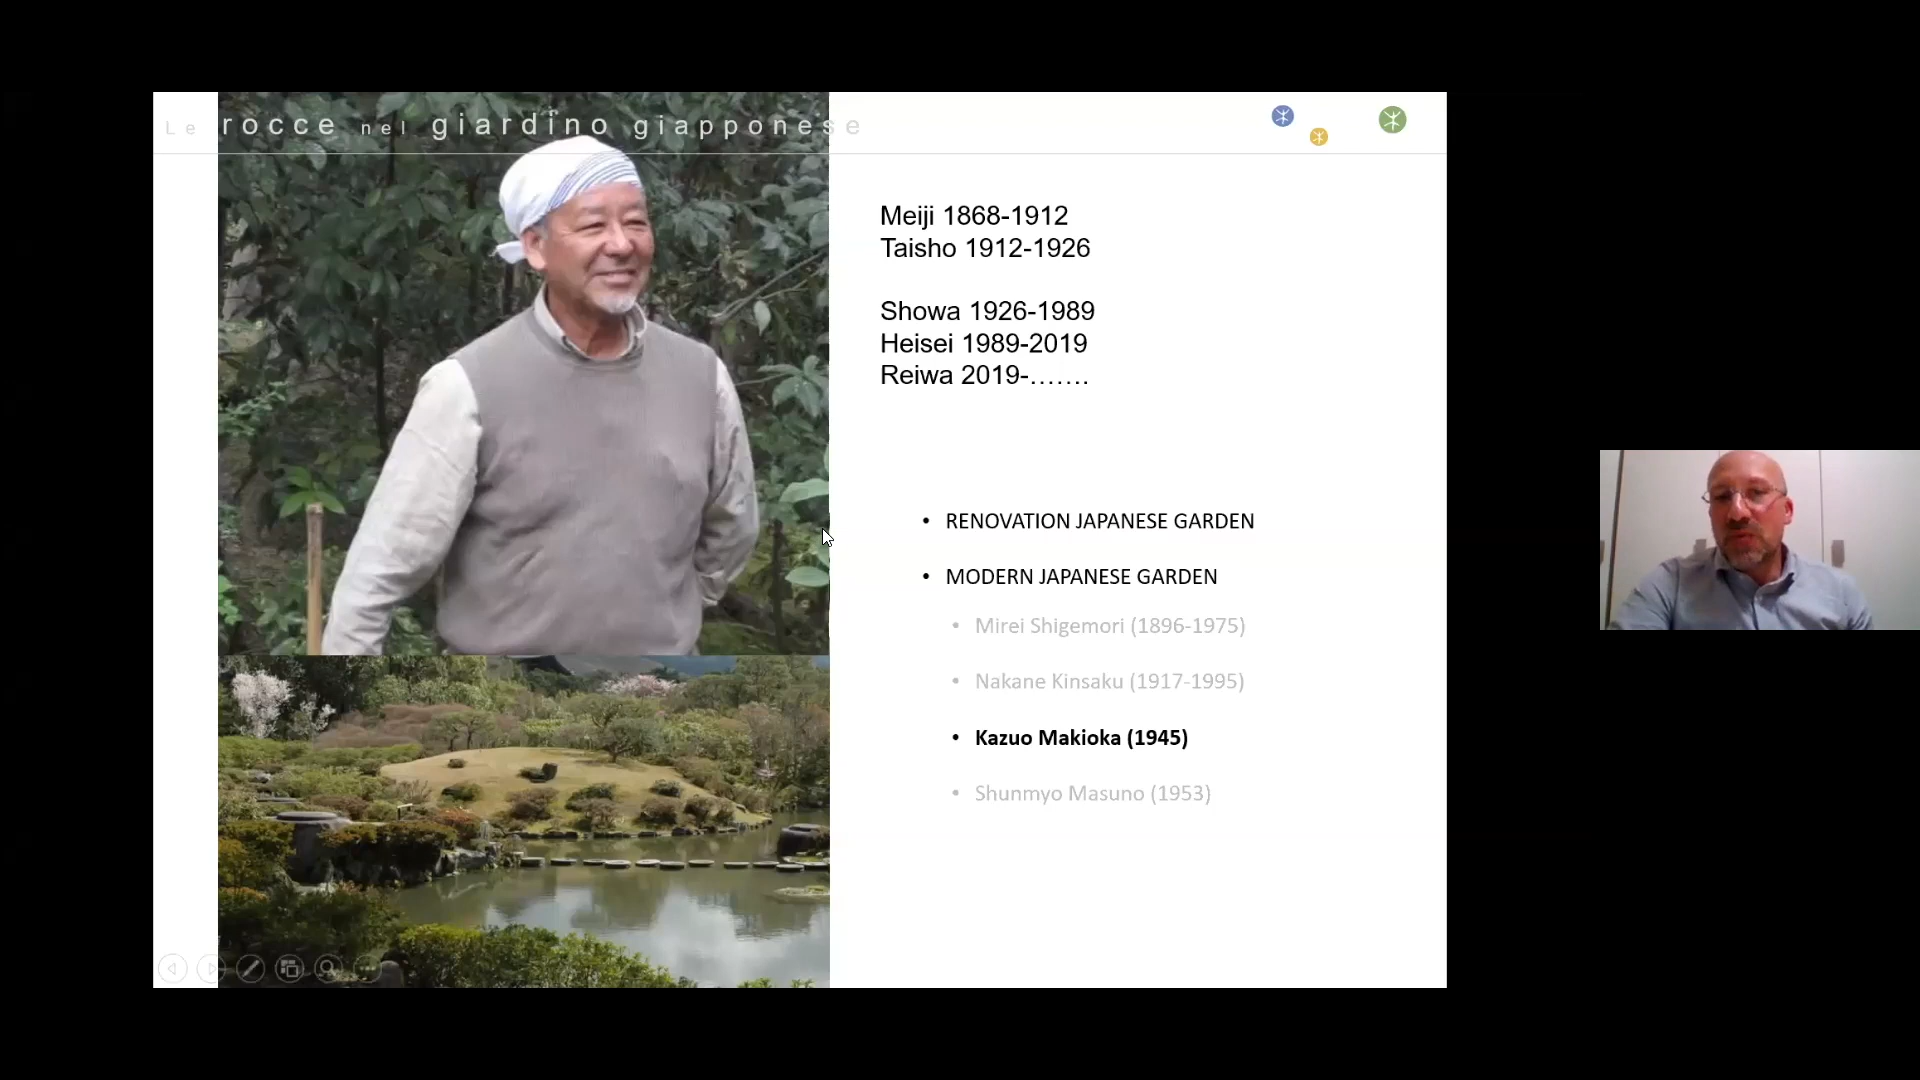 Le rocce nel giardino giapponese
Meiji 1868-1912
Taisho 1912-1926
Showa 1926-1989
Heisei 1989-2019
Reiwa 2019-.......
• RENOVATION JAPANESE GARDEN
• MODERN JAPANESE GARDEN
• Mirei Shigemori (1896-1975)
• Nakane Kinsaku (1917-1995)
• Kazuo Makioka (1945)
• Shunmyo Masuno (1953)